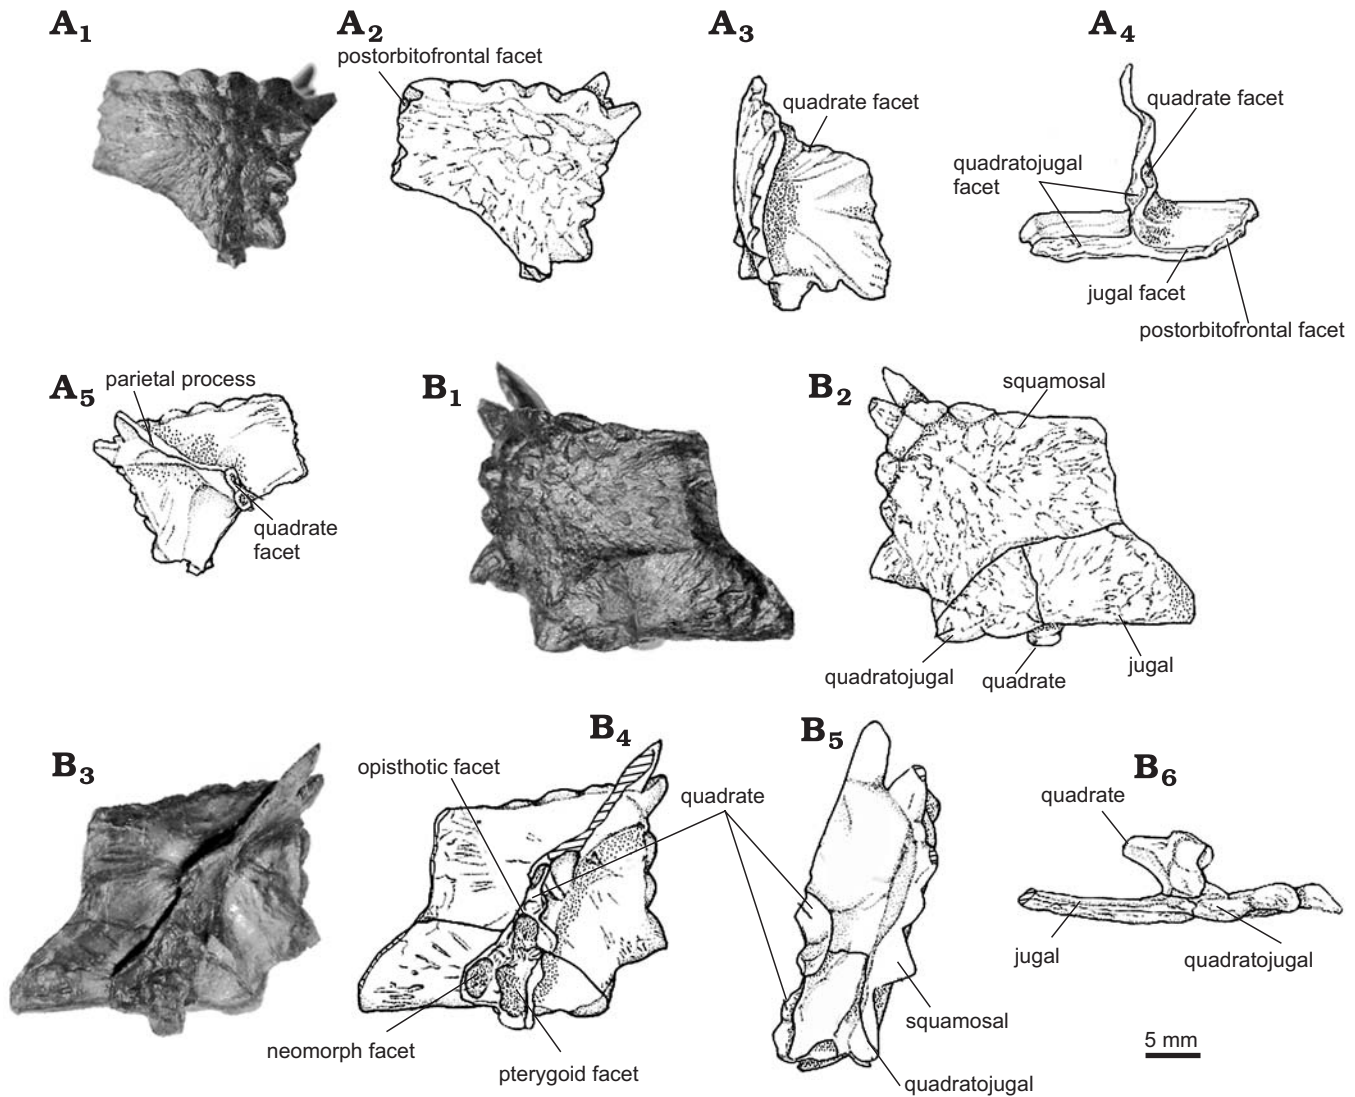 A1
A2
A3
A4
postorbitofrontal facet
quadrate facet
quadrate facet
quadratojugal
facet
jugal facet
postorbitofrontal facet
A5
parietal process
quadrate
facet
B1
B2
squamosal
quadratojugal
quadrate
jugal
B3
B4
opisthotic facet
quadrate
neomorph facet
pterygoid facet
B5
squamosal
quadratojugal
B6
quadrate
jugal
quadratojugal
5 mm